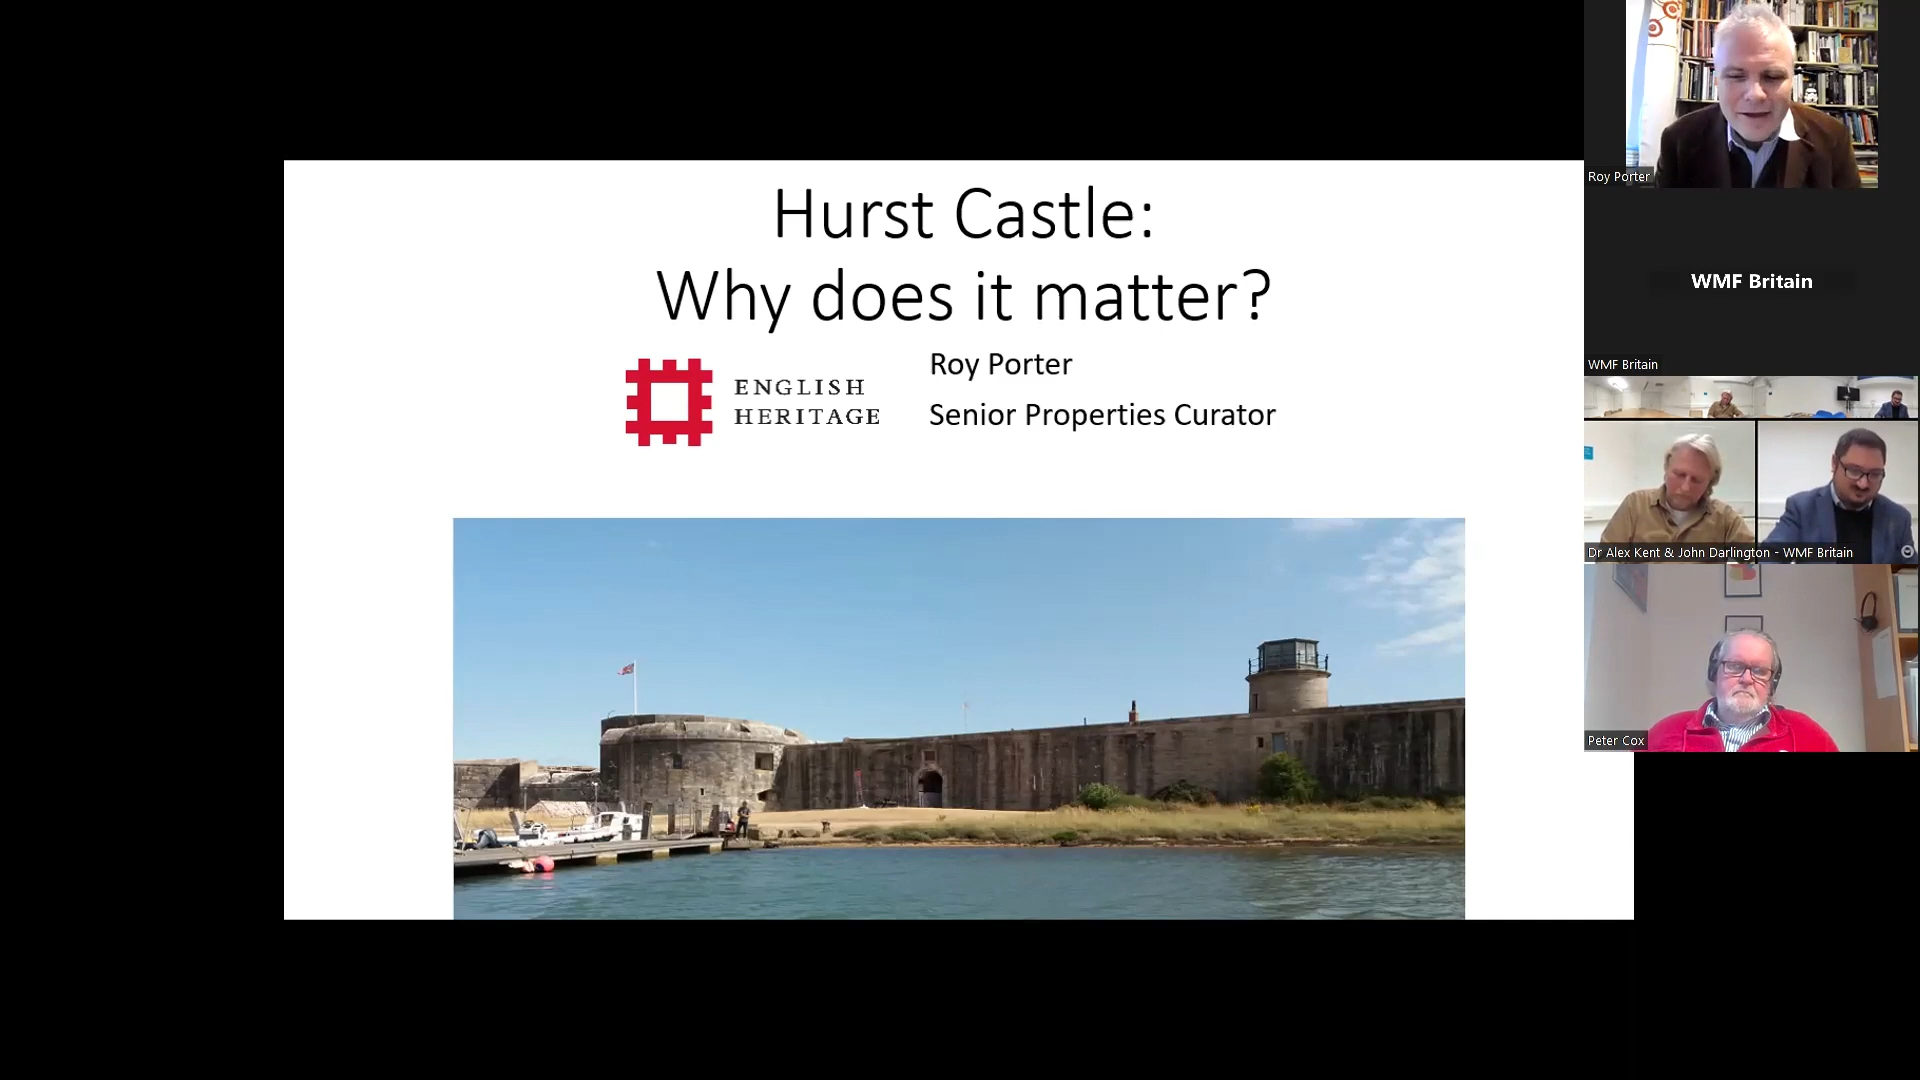 Hurst Castle:
Why does it matter?
ENGLISH
HERITAGE
Roy Porter
Senior Properties Curator
Roy Porter
WMF Britain
WMF Britain
Dr Alex Kent & John Darlington - WMF Britain
Peter Cox